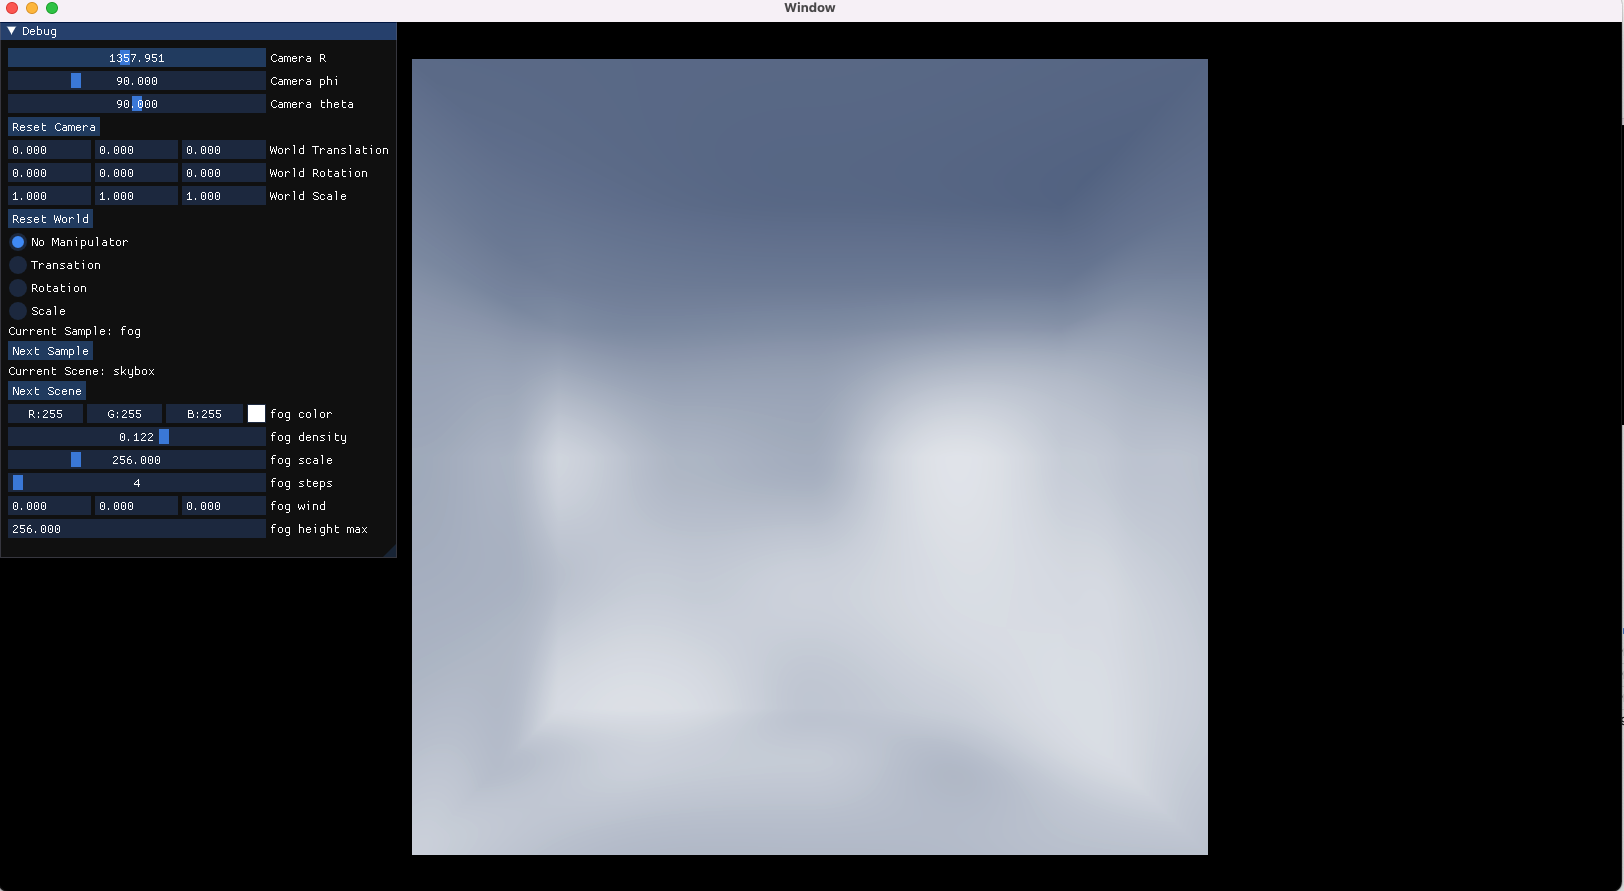 Window
Debug
1357.951 Camera R
90.000 Camera phi
90.000 Camera theta
Reset Camera
0.000 0.000 0.000 World Translation
0.000 0.000 0.000 World Rotation
1.000 1.000 1.000 World Scale
Reset World
No Manipulator
Transation
Rotation
Scale
Current Sample: fog
Next Sample
Current Scene: skybox
Next Scene
R:255 G:255 B:255 fog color
0.122 fog density
256.000 fog scale
4 fog steps
0.000 0.000 0.000 fog wind
256.000 fog height max